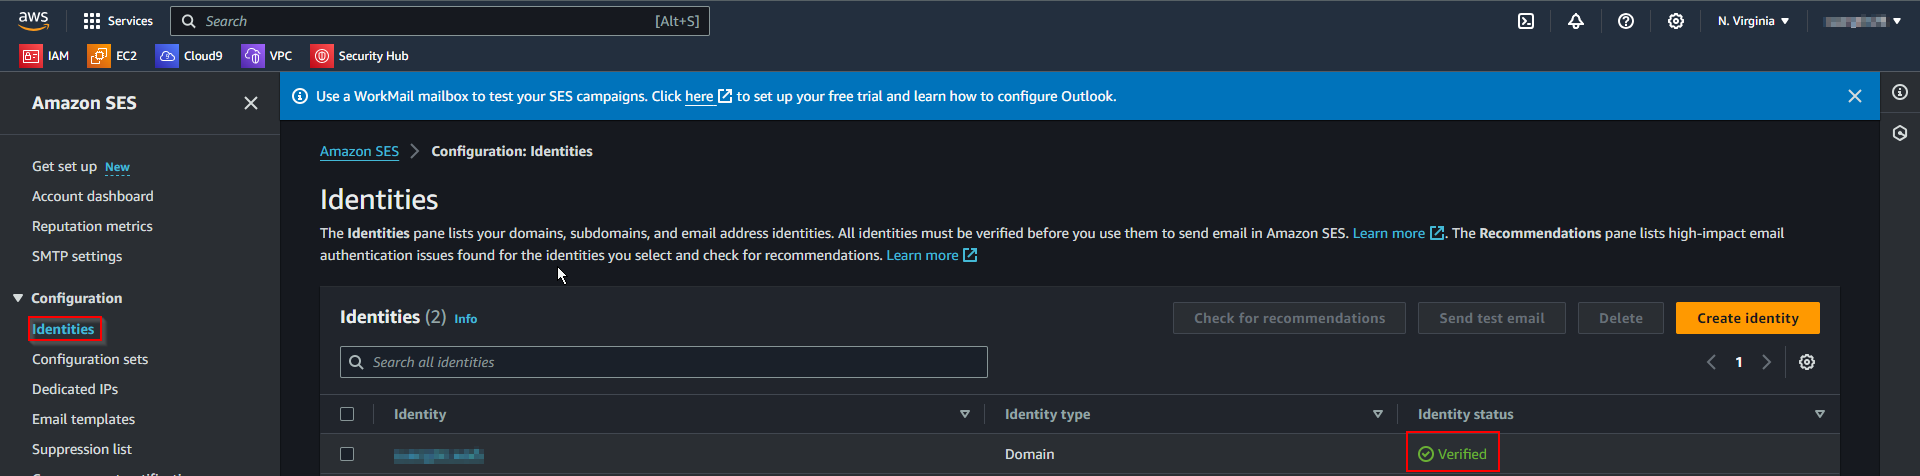 aws Services Search [Alt+S] N. Virginia
IAM EC2 Cloud9 VPC Security Hub
Amazon SES
Get set up New
Account dashboard
Reputation metrics
SMTP settings
Configuration
Identities
Configuration sets
Dedicated IPs
Email templates
Suppression list
Use a WorkMail mailbox to test your SES campaigns. Click here to set up your free trial and learn how to configure Outlook.
Amazon SES > Configuration: Identities
Identities
The Identities pane lists your domains, subdomains, and email address identities. All identities must be verified before you use them to send email in Amazon SES. Learn more . The Recommendations pane lists high-impact email
authentication issues found for the identities you select and check for recommendations. Learn more
Identities (2) Info Check for recommendations Send test email Delete Create identity
Search all identities 1
Identity Identity type Identity status
Domain Verified